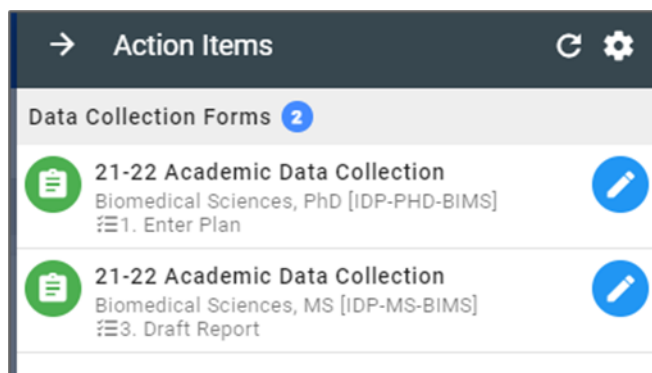 Action Items
Data Collection Forms 2
21-22 Academic Data Collection
Biomedical Sciences, PhD [IDP-PHD-BIMS]
1. Enter Plan
21-22 Academic Data Collection
Biomedical Sciences, MS [IDP-MS-BIMS]
3. Draft Report